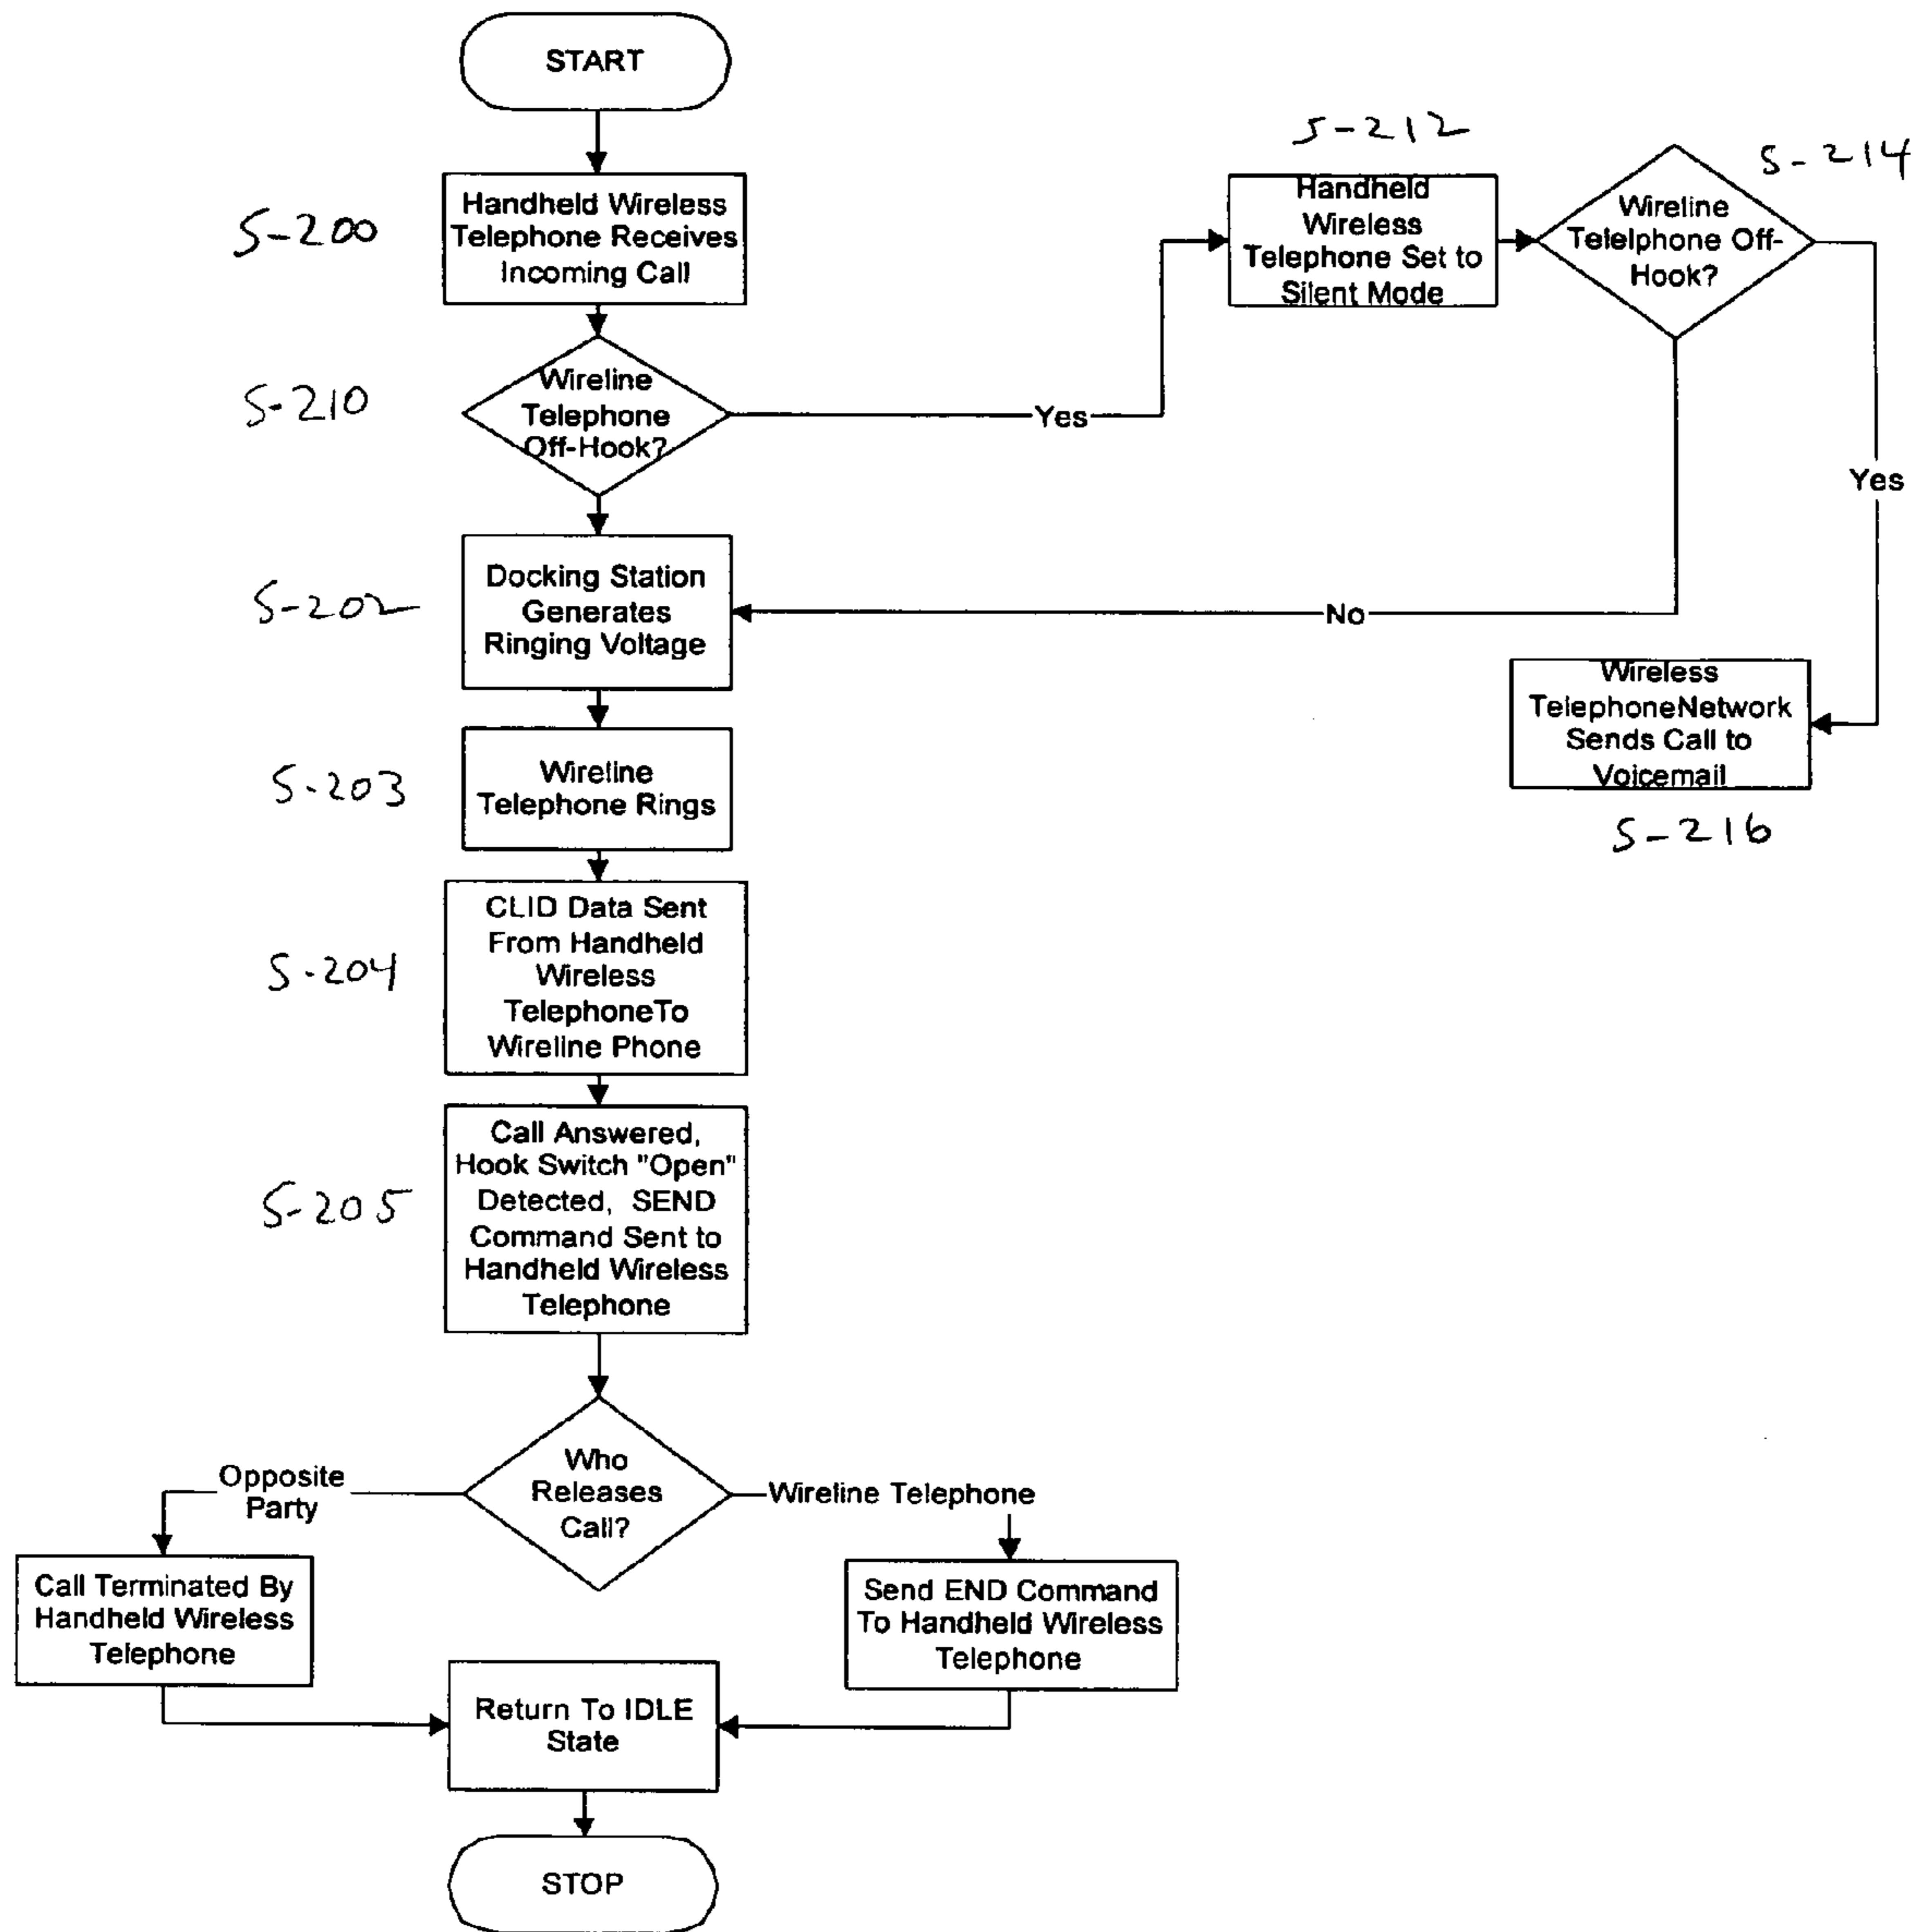 START
S-200
Handheld Wireless
Telephone Receives
Incoming Call
S-210
Wireline
Telephone
Off-Hook?
Yes
S-212
Handheld
Wireless
Telephone Set to
Silent Mode
S-214
Wireline
Telelphone Off-
Hook?
Yes
No
S-202
Docking Station
Generates
Ringing Voltage
Wireless
TelephoneNetwork
Sends Call to
Voicemail
S-216
S-203
Wireline
Telephone Rings
S-204
CLID Data Sent
From Handheld
Wireless
TelephoneTo
Wireline Phone
S-205
Call Answered,
Hook Switch "Open"
Detected, SEND
Command Sent to
Handheld Wireless
Telephone
Who
Releases
Call?
Opposite
Party
Wireline Telephone
Call Terminated By
Handheld Wireless
Telephone
Send END Command
To Handheld Wireless
Telephone
Return To IDLE
State
STOP